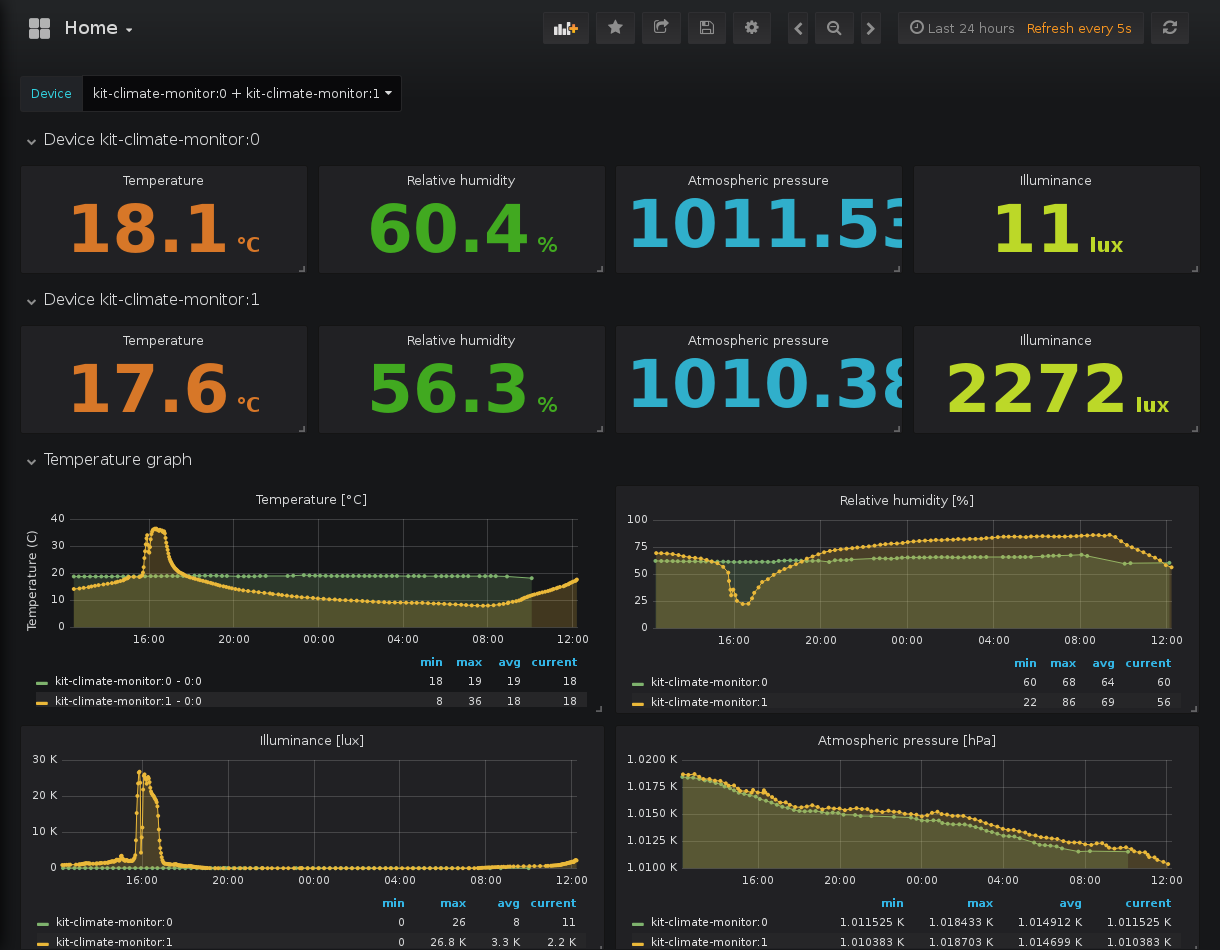 Home
Last 24 hours Refresh every 5s
Device kit-climate-monitor:0 + kit-climate-monitor:1
Device kit-climate-monitor:0
Temperature Relative humidity Atmospheric pressure Illuminance
18.1 °C 60.4 % 1011.53 11 lux
Device kit-climate-monitor:1
Temperature Relative humidity Atmospheric pressure Illuminance
17.6 °C 56.3 % 1010.38 2272 lux
Temperature graph
Temperature [°C]
Temperature (C)
40
30
20
10
0
16:00 20:00 00:00 04:00 08:00 12:00
min max avg current
kit-climate-monitor:0 - 0:0 18 19 19 18
kit-climate-monitor:1 - 0:0 8 36 18 18
Relative humidity [%]
100
75
50
25
0
16:00 20:00 00:00 04:00 08:00 12:00
min max avg current
kit-climate-monitor:0 60 68 64 60
kit-climate-monitor:1 22 86 69 56
Illuminance [lux]
30 K
20 K
10 K
0
16:00 20:00 00:00 04:00 08:00 12:00
min max avg current
kit-climate-monitor:0 0 26 8 11
kit-climate-monitor:1 0 26.8 K 3.3 K 2.2 K
Atmospheric pressure [hPa]
1.0200 K
1.0175 K
1.0150 K
1.0125 K
1.0100 K
16:00 20:00 00:00 04:00 08:00 12:00
min max avg current
kit-climate-monitor:0 1.011525 K 1.018433 K 1.014912 K 1.011525 K
kit-climate-monitor:1 1.010383 K 1.018703 K 1.014699 K 1.010383 K